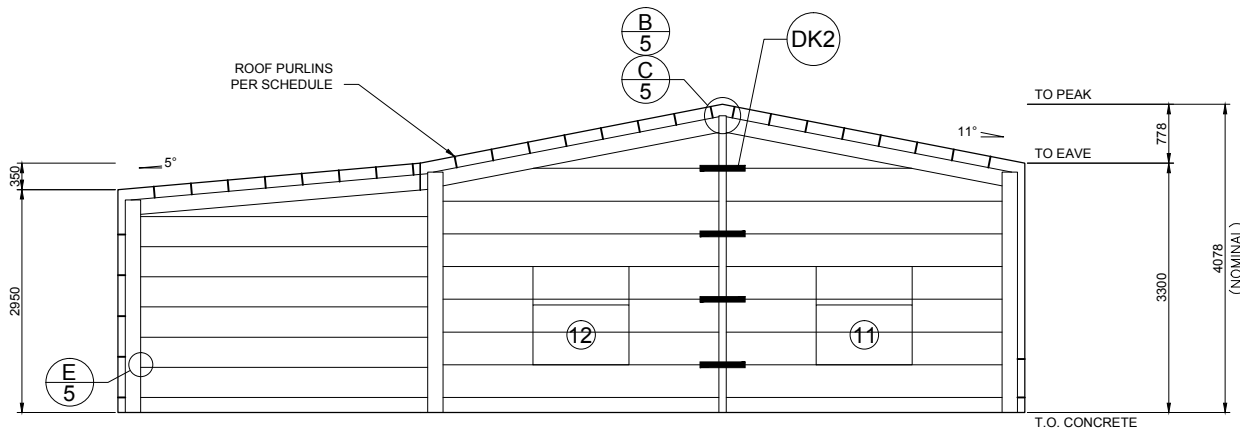 B
5
C
5
DK2
ROOF PURLINS
PER SCHEDULE
TO PEAK
11°
778
5°
TO EAVE
350
2950
3300
4078
(NOMINAL)
12
11
E
5
T.O. CONCRETE